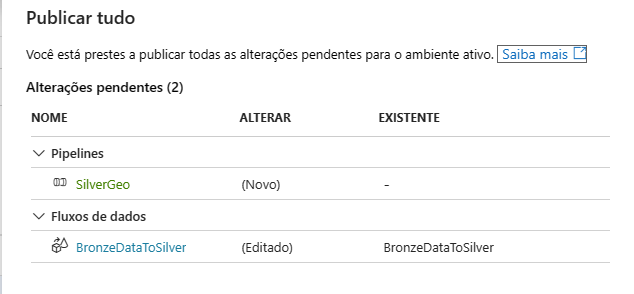 Publicar tudo
Você está prestes a publicar todas as alterações pendentes para o ambiente ativo. Saiba mais
Alterações pendentes (2)
NOME ALTERAR EXISTENTE
Pipelines
SilverGeo (Novo) -
Fluxos de dados
BronzeDataToSilver (Editado) BronzeDataToSilver